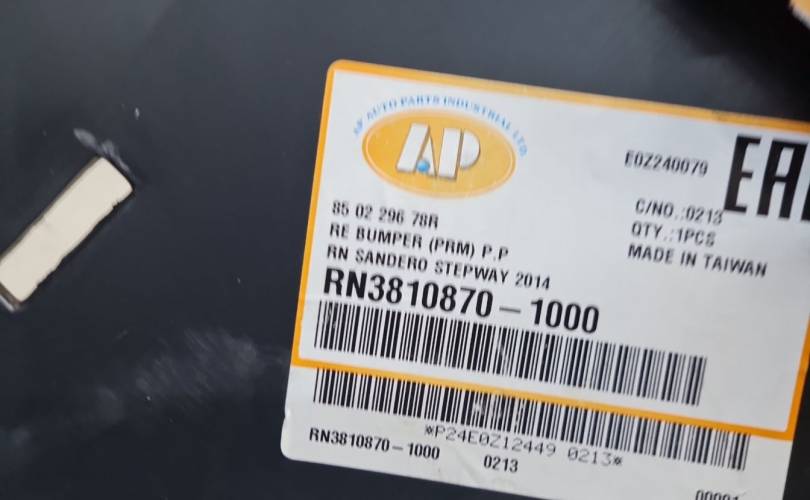 AP AUTO PARTS INDUSTRIAL LTD.
AP
E0Z240079
EAC
85 02 296 78R
C/NO.:0213
RE BUMPER (PRM) P.P
QTY.:1PCS
RN SANDERO STEPWAY 2014
MADE IN TAIWAN
RN3810870-1000
*P24E0Z12449 0213*
RN3810870-1000
0213